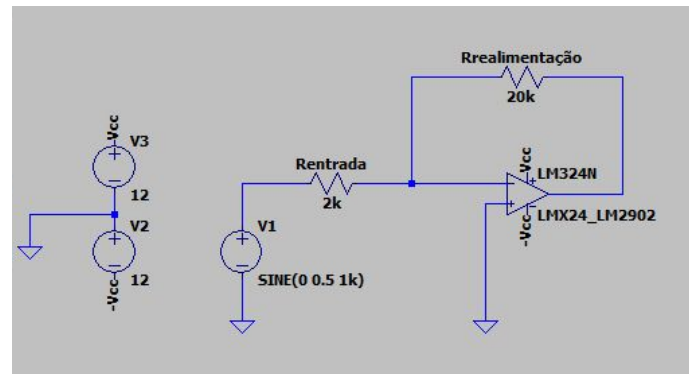 Rrealimentação
20k
Vcc
V3
12
V2
12
-Vcc
Rentrada
2k
V1
SINE(0 0.5 1k)
Vcc
LM324N
LMX24_LM2902
-Vcc